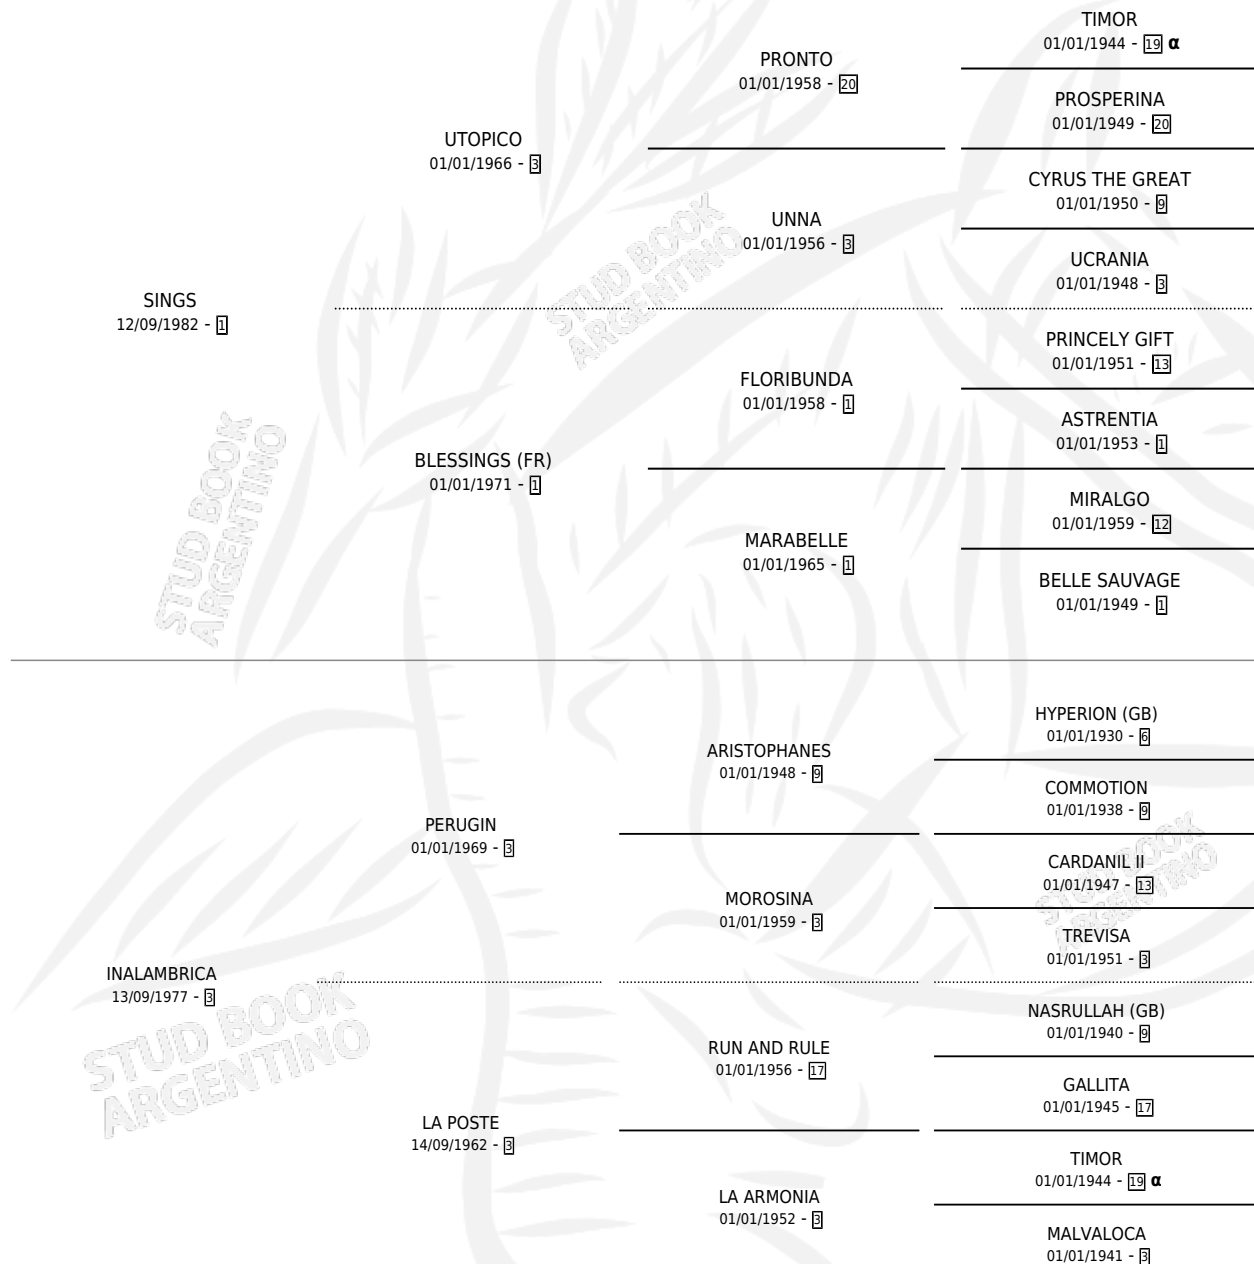 TIMOR
01/01/1944 - 19 α
PRONTO
01/01/1958 - 20
PROSPERINA
01/01/1949 - 20
UTOPICO
01/01/1966 - 3
CYRUS THE GREAT
01/01/1950 - 9
UNNA
01/01/1956 - 3
UCRANIA
01/01/1948 - 3
SINGS
12/09/1982 - 1
PRINCELY GIFT
01/01/1951 - 13
FLORIBUNDA
01/01/1958 - 1
ASTRENTIA
01/01/1953 - 1
BLESSINGS (FR)
01/01/1971 - 1
MIRALGO
01/01/1959 - 12
MARABELLE
01/01/1965 - 1
BELLE SAUVAGE
01/01/1949 - 1
HYPERION (GB)
01/01/1930 - 6
ARISTOPHANES
01/01/1948 - 9
COMMOTION
01/01/1938 - 9
PERUGIN
01/01/1969 - 3
CARDANIL II
01/01/1947 - 13
MOROSINA
01/01/1959 - 3
TREVISA
01/01/1951 - 3
INALAMBRICA
13/09/1977 - 3
NASRULLAH (GB)
01/01/1940 - 9
RUN AND RULE
01/01/1956 - 17
GALLITA
01/01/1945 - 17
LA POSTE
14/09/1962 - 3
TIMOR
01/01/1944 - 19 α
LA ARMONIA
01/01/1952 - 3
MALVALOCA
01/01/1941 - 3
STUD BOOK
ARGENTINO
STUD BOOK
ARGENTINO
STUD BOOK
ARGENTINO
STUD BOOK
ARGENTINO